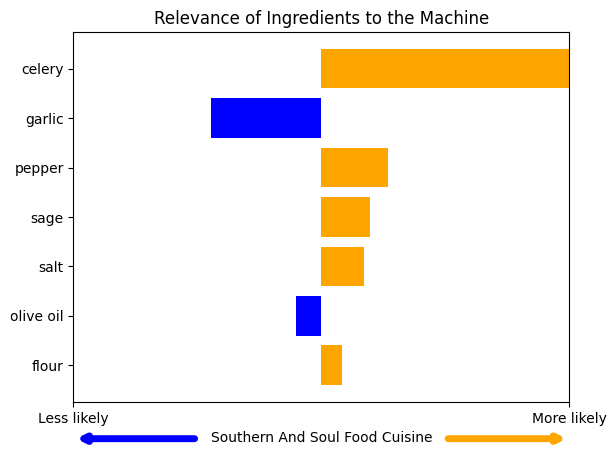 Relevance of Ingredients to the Machine
celery
garlic
pepper
sage
salt
olive oil
flour
Less likely More likely
Southern And Soul Food Cuisine